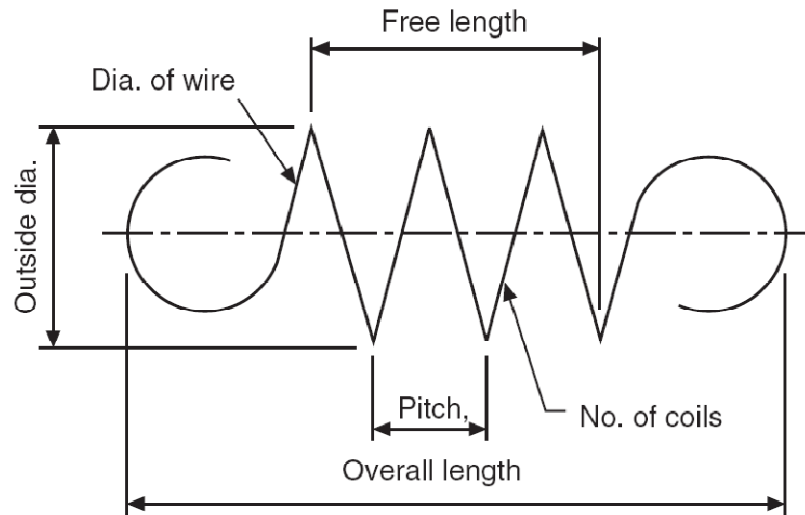 Free length
Dia. of wire
Outside dia.
Pitch,
No. of coils
Overall length